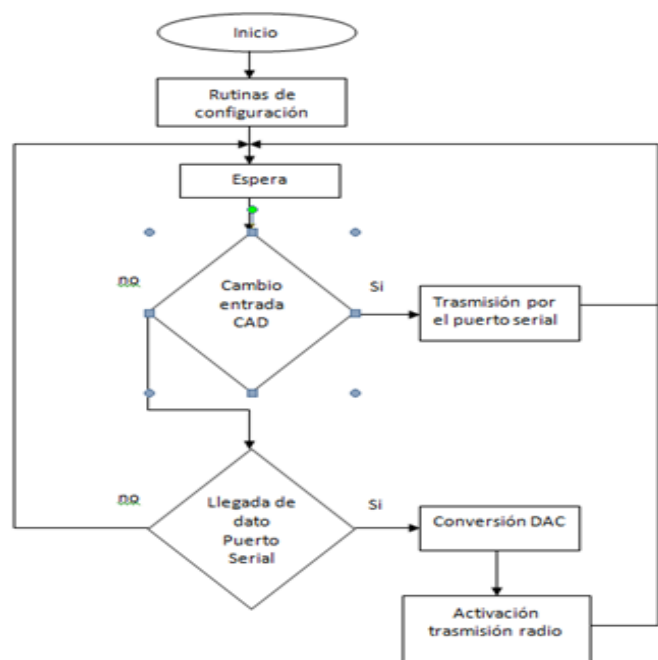 Inicio
Rutinas de
configuración
Espera
no
Cambio
entrada
CAD
Si
Trasmisión por
el puerto serial
no
Llegada de
dato
Puerto
Serial
Si
Conversión DAC
Activación
trasmisión radio